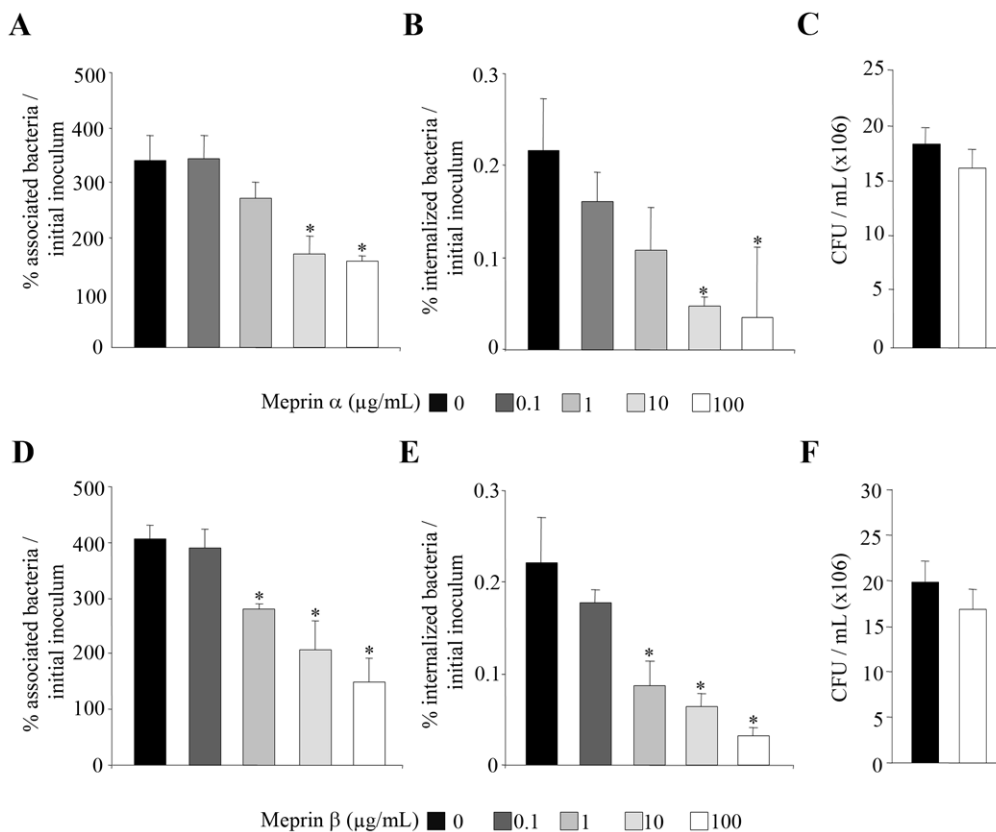 A
B
C
% associated bacteria /
initial inoculum
500
400
300
200
100
0
*
*
% internalized bacteria /
initial inoculum
0.3
0.2
0.1
0
*
*
CFU / mL (x106)
25
20
15
10
5
0
Meprin α (µg/mL) 0 0.1 1 10 100
D
E
F
% associated bacteria /
initial inoculum
500
400
300
200
100
0
*
*
*
% internalized bacteria /
initial inoculum
0.3
0.2
0.1
0
*
*
*
CFU / mL (x106)
30
25
20
15
10
5
0
Meprin β (µg/mL) 0 0.1 1 10 100